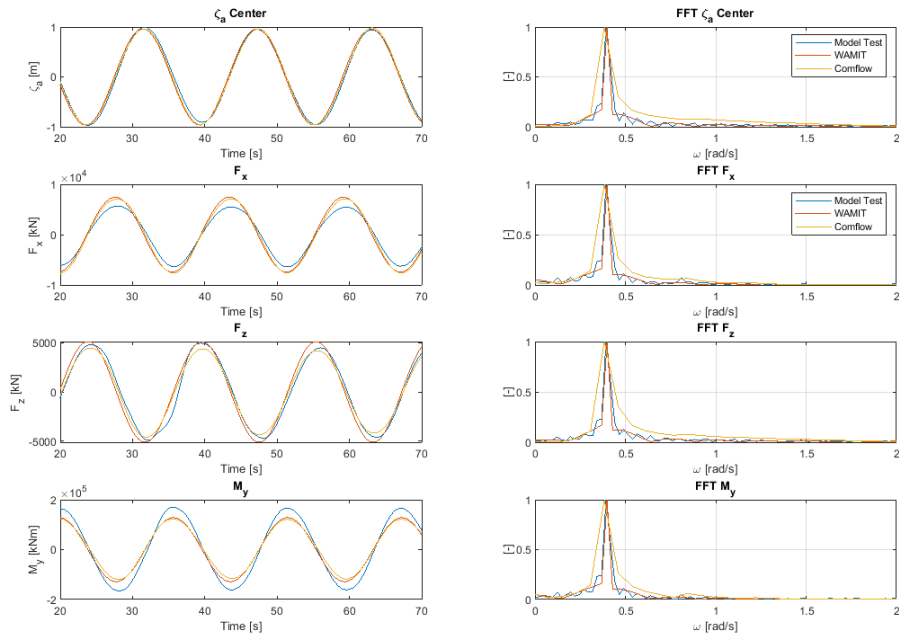 ζa Center
1
0
-1
ζa [m]
20 30 40 50 60 70
Time [s]
FFT ζa Center
1
0.5
0
|Ξ|
0 0.5 1 1.5 2
ω [rad/s]
Model Test
WAMIT
Comflow
Fx
×10^4
1
0
-1
Fx [kN]
20 30 40 50 60 70
Time [s]
FFT Fx
1
0.5
0
|Ξ|
0 0.5 1 1.5 2
ω [rad/s]
Model Test
WAMIT
Comflow
Fz
5000
0
-5000
Fz [kN]
20 30 40 50 60 70
Time [s]
FFT Fz
1
0.5
0
|Ξ|
0 0.5 1 1.5 2
ω [rad/s]
My
×10^5
2
0
-2
My [kNm]
20 30 40 50 60 70
Time [s]
FFT My
1
0.5
0
|Ξ|
0 0.5 1 1.5 2
ω [rad/s]